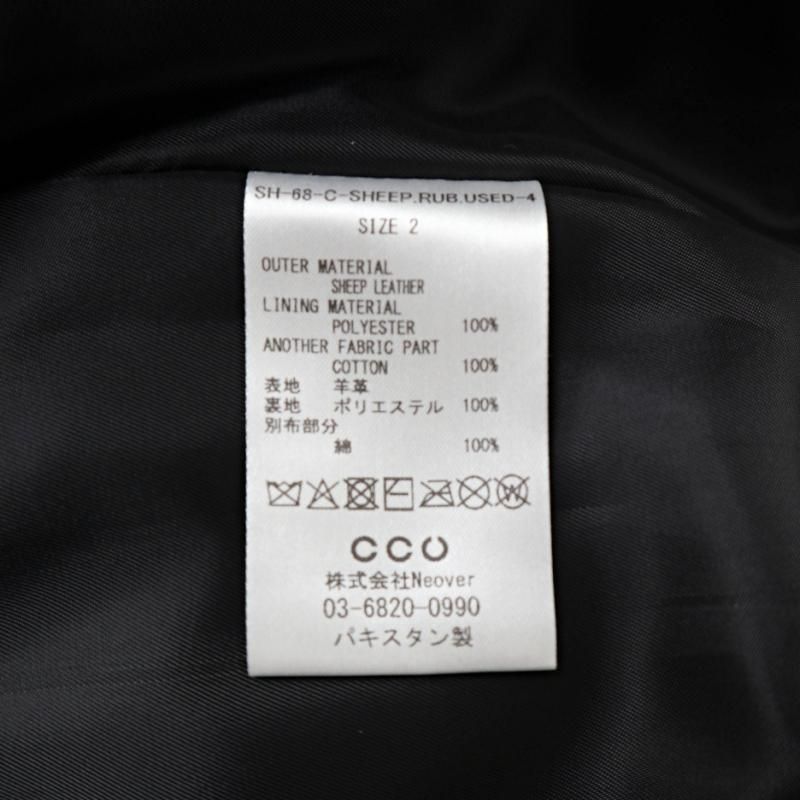 SH-68-C-SHEEP.RUB.USED-4
SIZE 2
OUTER MATERIAL
SHEEP LEATHER
LINING MATERIAL
POLYESTER 100%
ANOTHER FABRIC PART
COTTON 100%
表地 羊革
裏地 ポリエステル 100%
別布部分
綿 100%
CCU
株式会社Neover
03-6820-0990
パキスタン製